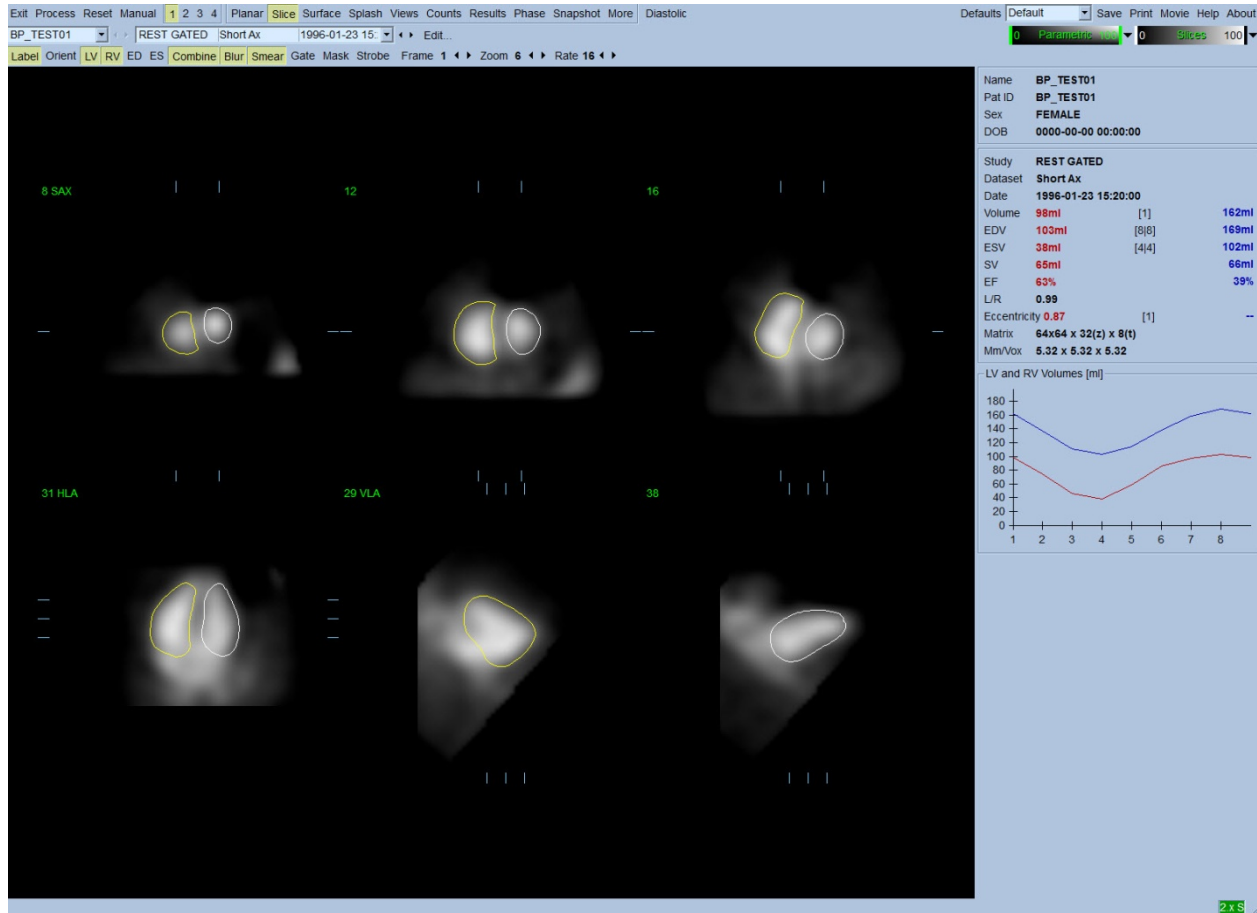 Exit Process Reset Manual 1 2 3 4 Planar Slice Surface Splash Views Counts Results Phase Snapshot More Diastolic Defaults Default Save Print Movie Help About
BP_TEST01 REST GATED Short Ax 1996-01-23 15: Edit... 0 Parametric 100 0 Slices 100
Label Orient LV RV ED ES Combine Blur Smear Gate Mask Strobe Frame 1 Zoom 6 Rate 16
8 SAX 12 16
31 HLA 29 VLA 38
Name BP_TEST01
Pat ID BP_TEST01
Sex FEMALE
DOB 0000-00-00 00:00:00
Study REST GATED
Dataset Short Ax
Date 1996-01-23 15:20:00
Volume 98ml [1] 162ml
EDV 103ml [8|8] 169ml
ESV 38ml [4|4] 102ml
SV 65ml 66ml
EF 63% 39%
L/R 0.99
Eccentricity 0.87 [1] --
Matrix 64x64 x 32(z) x 8(t)
Mm/Vox 5.32 x 5.32 x 5.32
LV and RV Volumes [ml]
180
160
140
120
100
80
60
40
20
0
1 2 3 4 5 6 7 8
2 x S